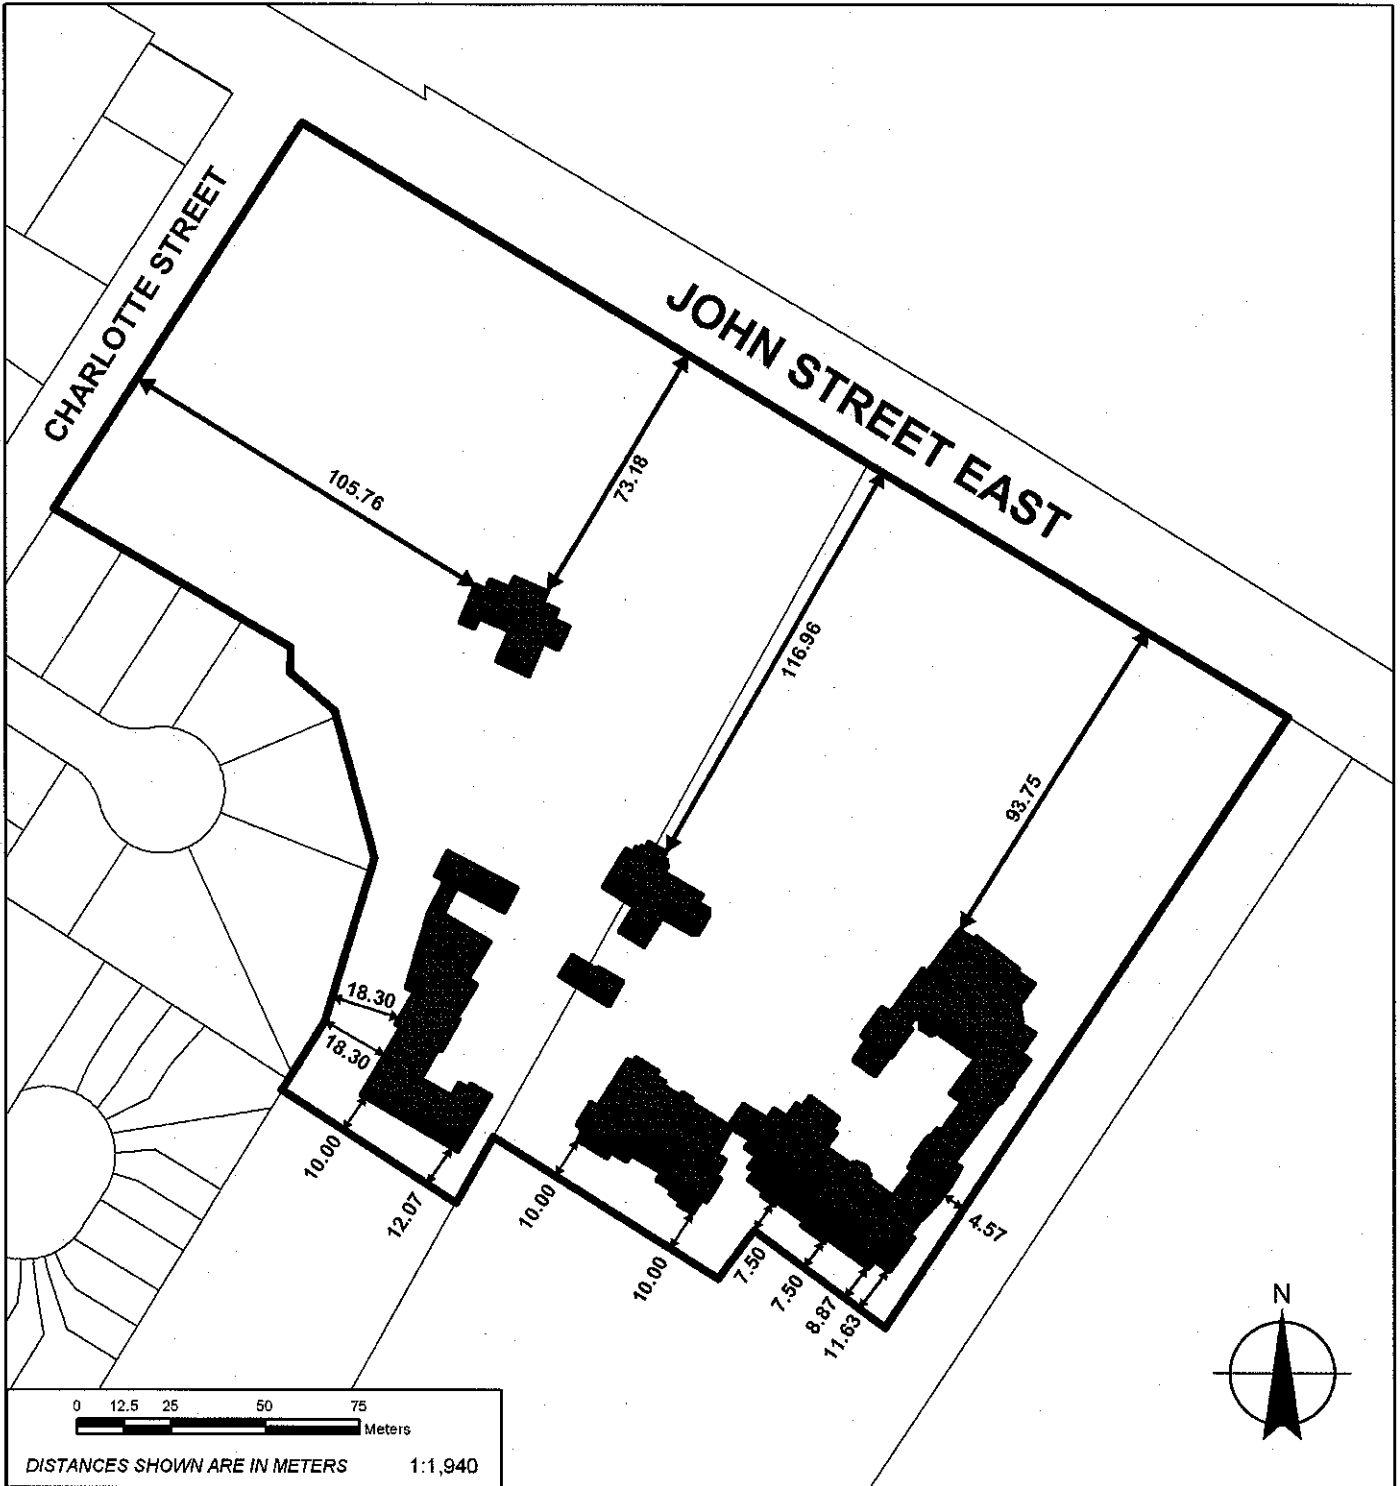 CHARLOTTE STREET
JOHN STREET EAST
105.76
73.18
116.96
93.75
18.30
18.30
10.00
12.07
10.00
10.00
7.50
7.50
8.87
11.63
4.57
N
0 12.5 25 50 75
Meters
DISTANCES SHOWN ARE IN METERS 1:1,940